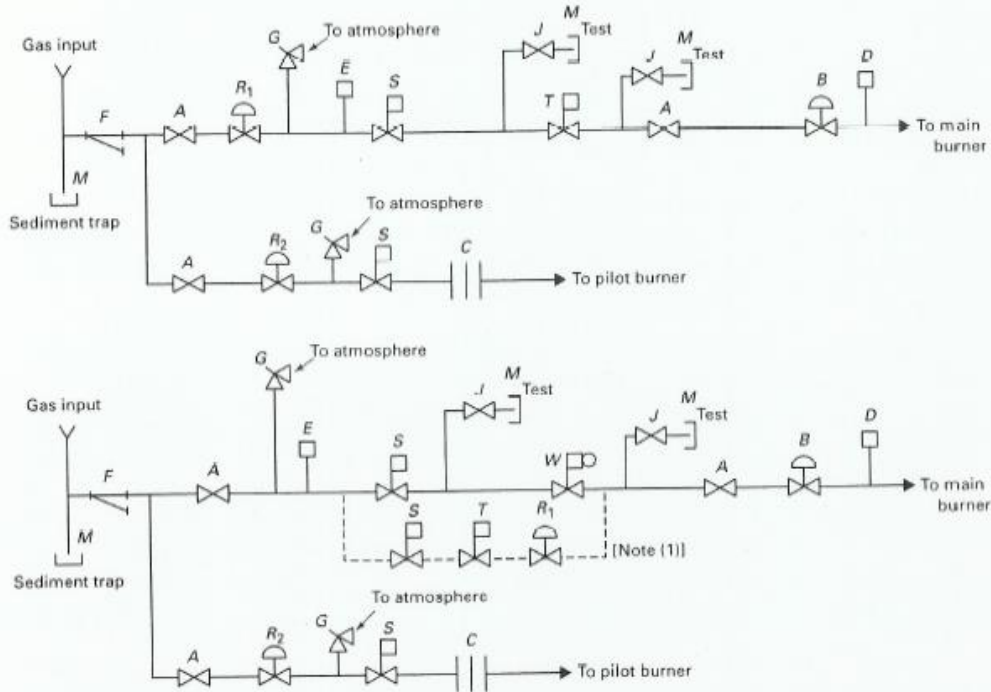 M
M
To atmosphere
J
Test
Gas input
G
J
Test
D
E
S
B
R1
T
A
A
F
To main
burner
M
To atmosphere
Sediment trap
G
S
R2
C
A
To pilot burner
To atmosphere
G
M
J
Test
M
Gas input
J
Test
D
E
S
B
A
W
A
F
To main
burner
S
T
R1
M
[Note (1)]
Sediment trap
To atmosphere
G
S
R2
C
A
To pilot burner